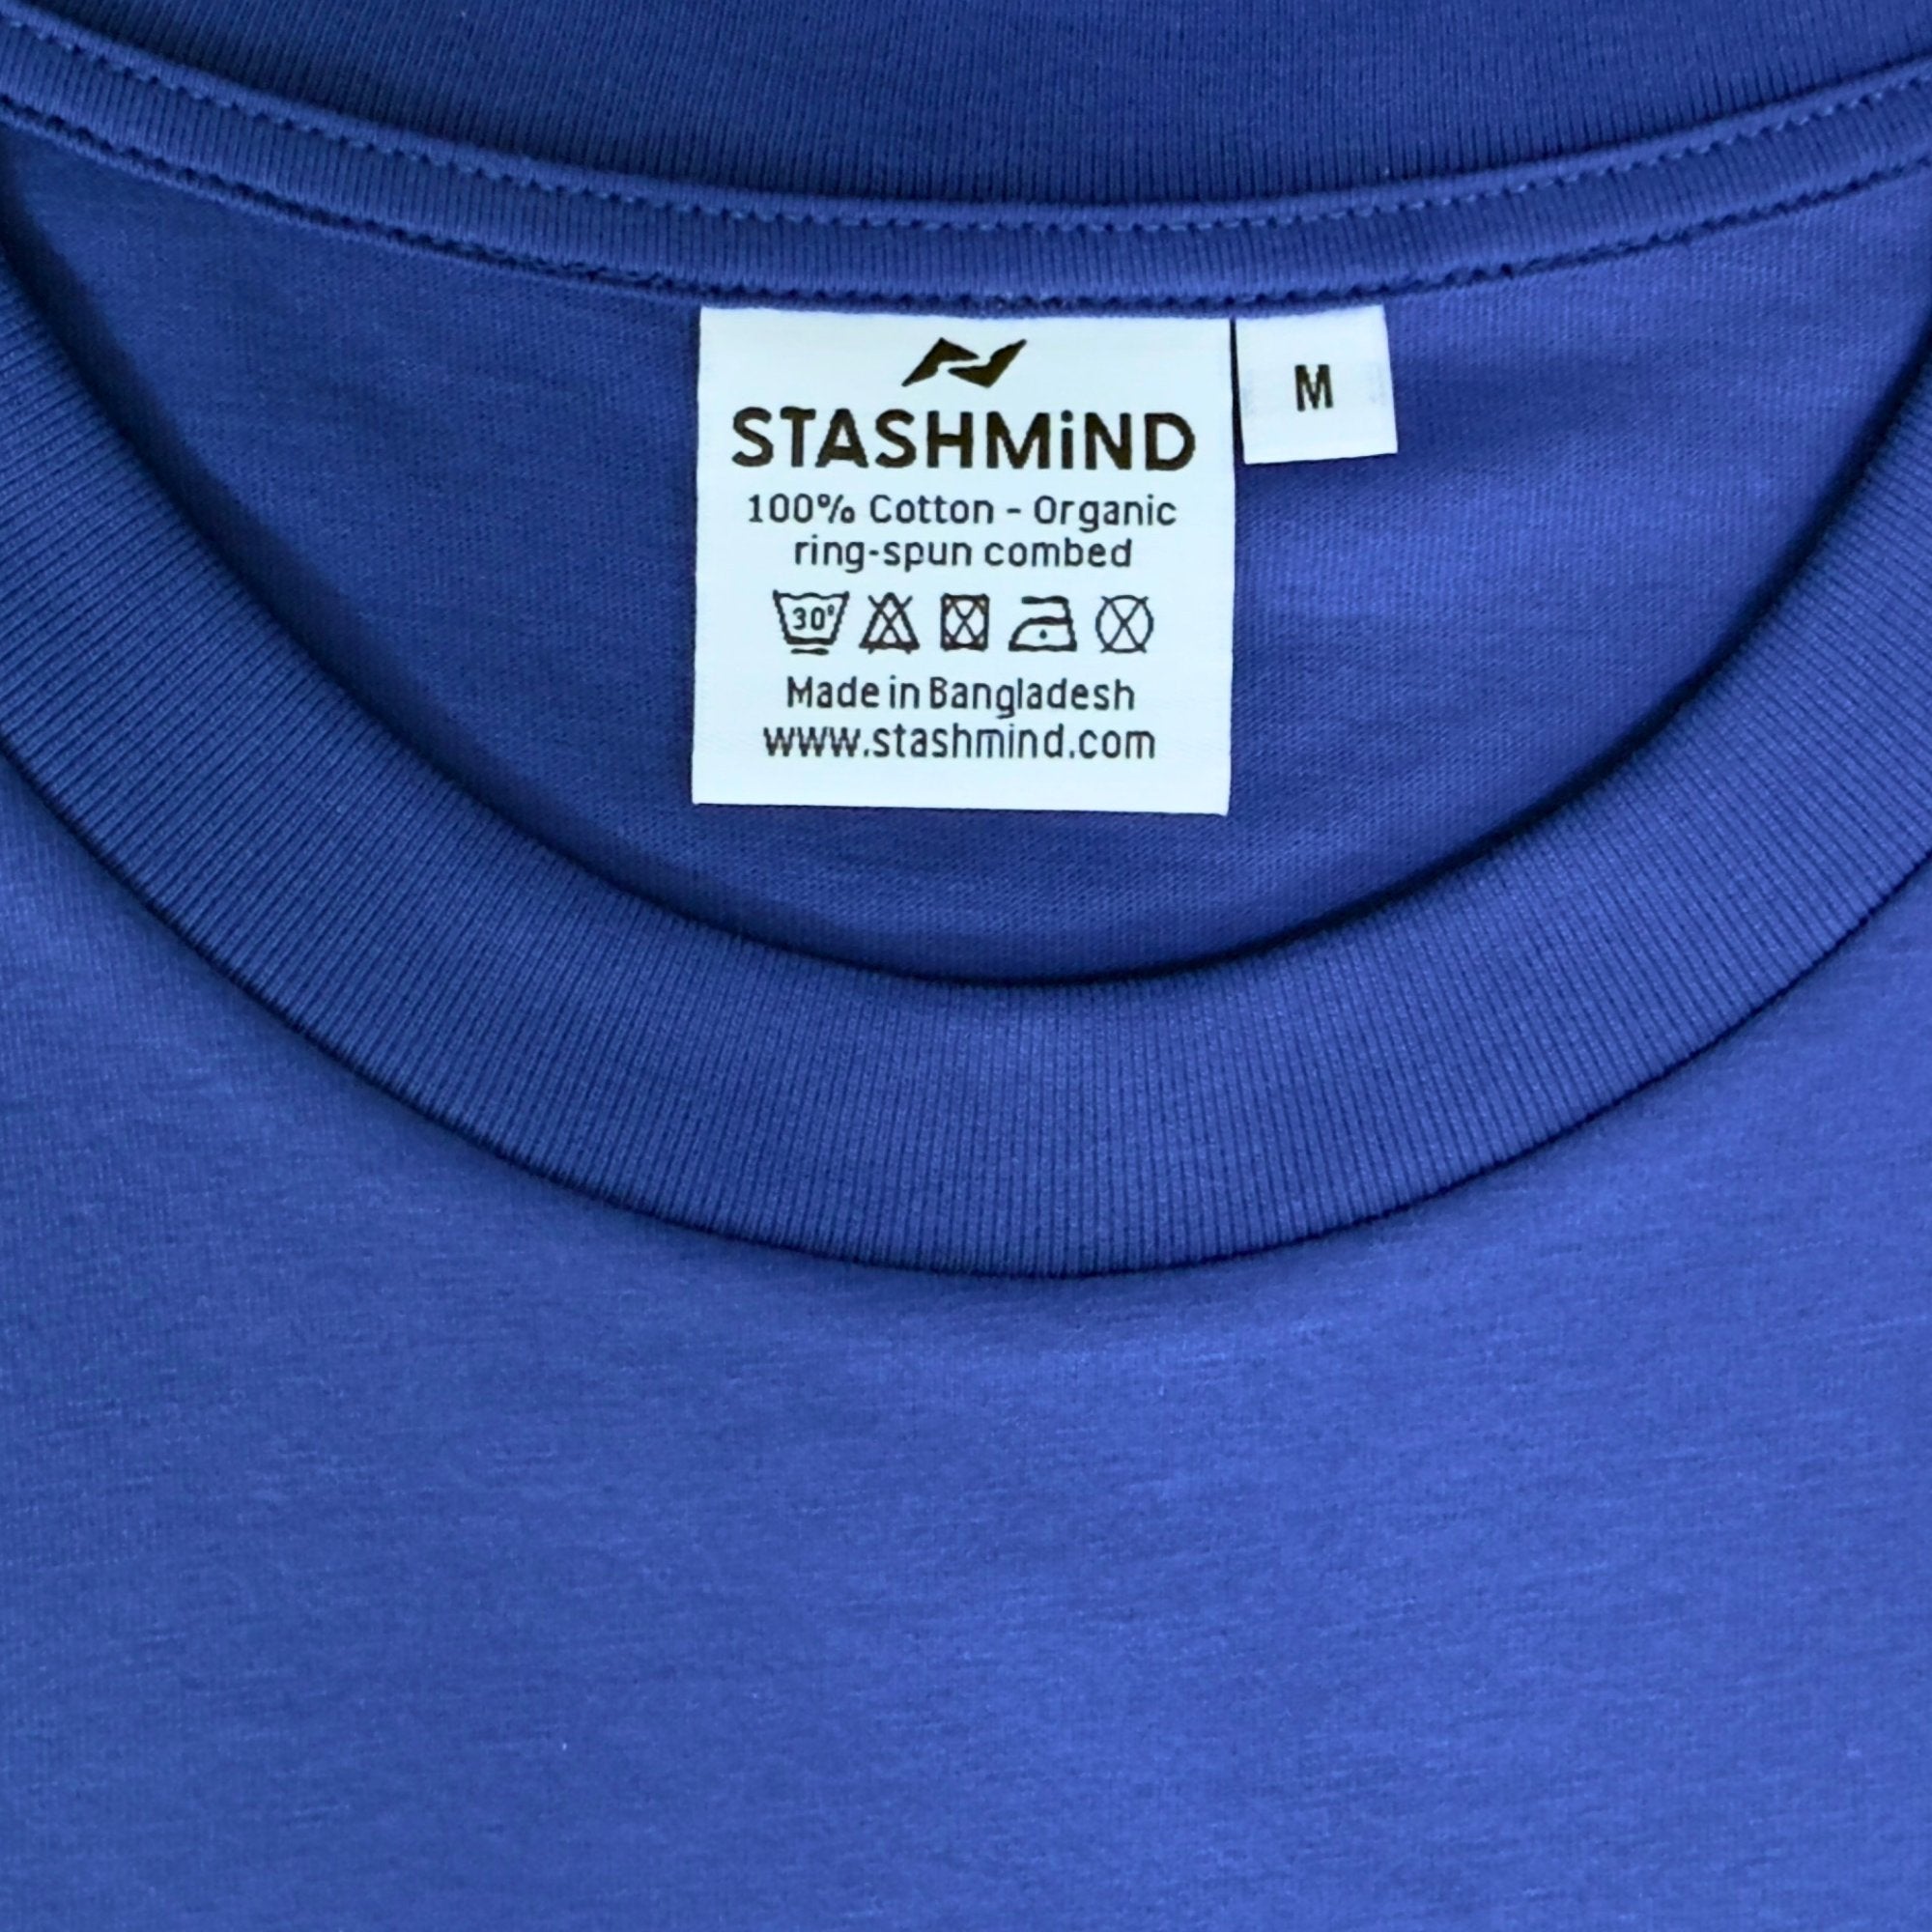 STASHMiND
M
100% Cotton - Organic
ring-spun combed
30°
Made in Bangladesh
www.stashmind.com